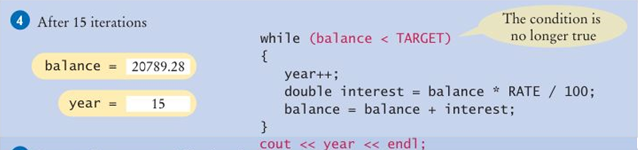 4 After 15 iterations
balance = 20789.28
year = 15
while (balance < TARGET)
{
year++;
double interest = balance * RATE / 100;
balance = balance + interest;
}
cout << year << endl;
The condition is
no longer true